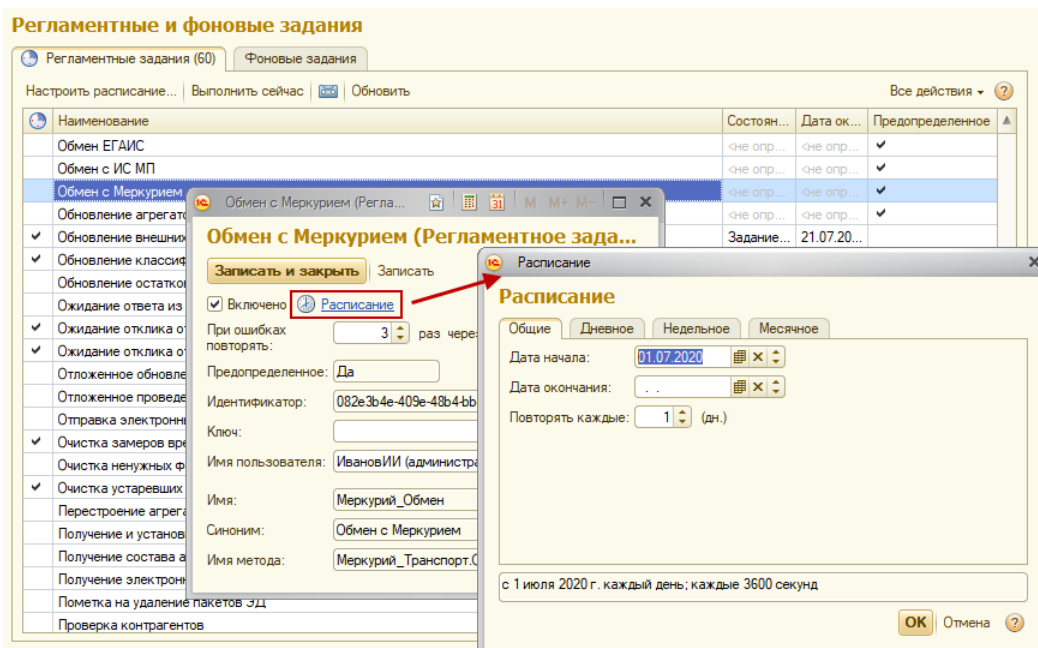 Регламентные и фоновые задания
Регламентные задания (60) Фоновые задания
Настроить расписание... Выполнить сейчас Обновить Все действия ?
Наименование Состоян... Дата ок... Предопределенное
Обмен ЕГАИС <не опр... <не опр...
Обмен с ИС МП <не опр... <не опр...
Обмен с Меркурием <не опр... <не опр...
Обновление агрегато <не опр... <не опр...
Обновление внешних Задание... 21.07.20...
Обновление классиф
Обновление остатко
Ожидание ответа из
Ожидание отклика о
Ожидание отклика о
Отложенное обновле
Отложенное проведе
Отправка электронн
Очистка замеров вре
Очистка ненужных ф
Очистка устаревших
Перестроение агрега
Получение и установ
Получение состава а
Получение электронн
Пометка на удаление пакетов ЭД
Проверка контрагентов
1С Обмен с Меркурием (Регла... 31 M M+ M-
Обмен с Меркурием (Регламентное зада...
Записать и закрыть Записать
Включено Расписание
При ошибках повторять: 3 раз чере
Предопределенное: Да
Идентификатор: 082e3b4e-409e-48b4-bb
Ключ:
Имя пользователя: ИвановИИ (администра
Имя: Меркурий_Обмен
Синоним: Обмен с Меркурием
Имя метода: Меркурий_Транспорт.
1С Расписание
Расписание
Общие Дневное Недельное Месячное
Дата начала: 01.07.2020
Дата окончания: . .
Повторять каждые: 1 (дн.)
с 1 июля 2020 г. каждый день; каждые 3600 секунд
OK Отмена ?